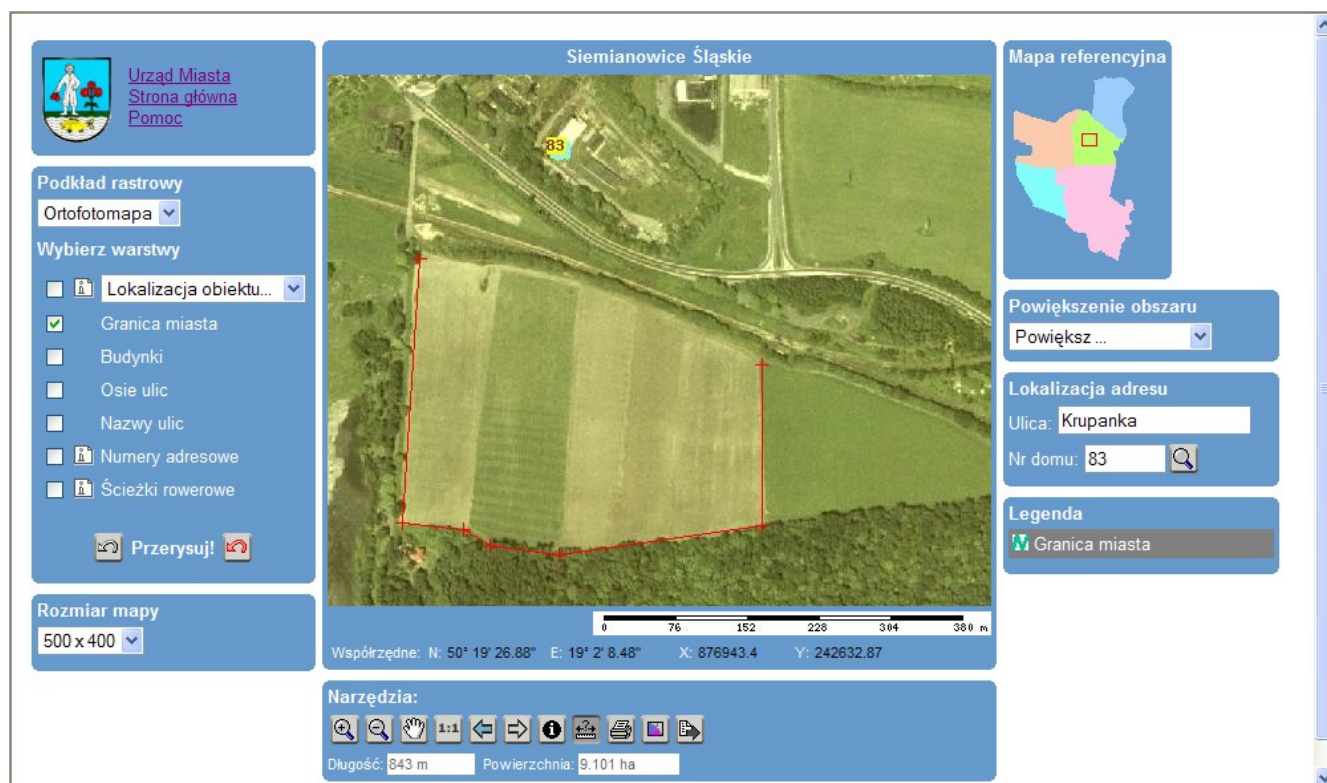 Urząd Miasta
Strona główna
Pomoc
Podkład rastrowy
Ortofotomapa
Wybierz warstwy
Lokalizacja obiektu...
Granica miasta
Budynki
Osie ulic
Nazwy ulic
Numery adresowe
Ścieżki rowerowe
Przerysuj!
Rozmiar mapy
500 x 400
Siemianowice Śląskie
83
0 76 152 228 304 380 m
Współrzędne: N: 50° 19' 26.88" E: 19° 2' 8.48" X: 876943.4 Y: 242632.87
Narzędzia:
1:1
Długość: 843 m Powierzchnia: 9.101 ha
Mapa referencyjna
Powiększenie obszaru
Powiększ ...
Lokalizacja adresu
Ulica: Krupanka
Nr domu: 83
Legenda
Granica miasta